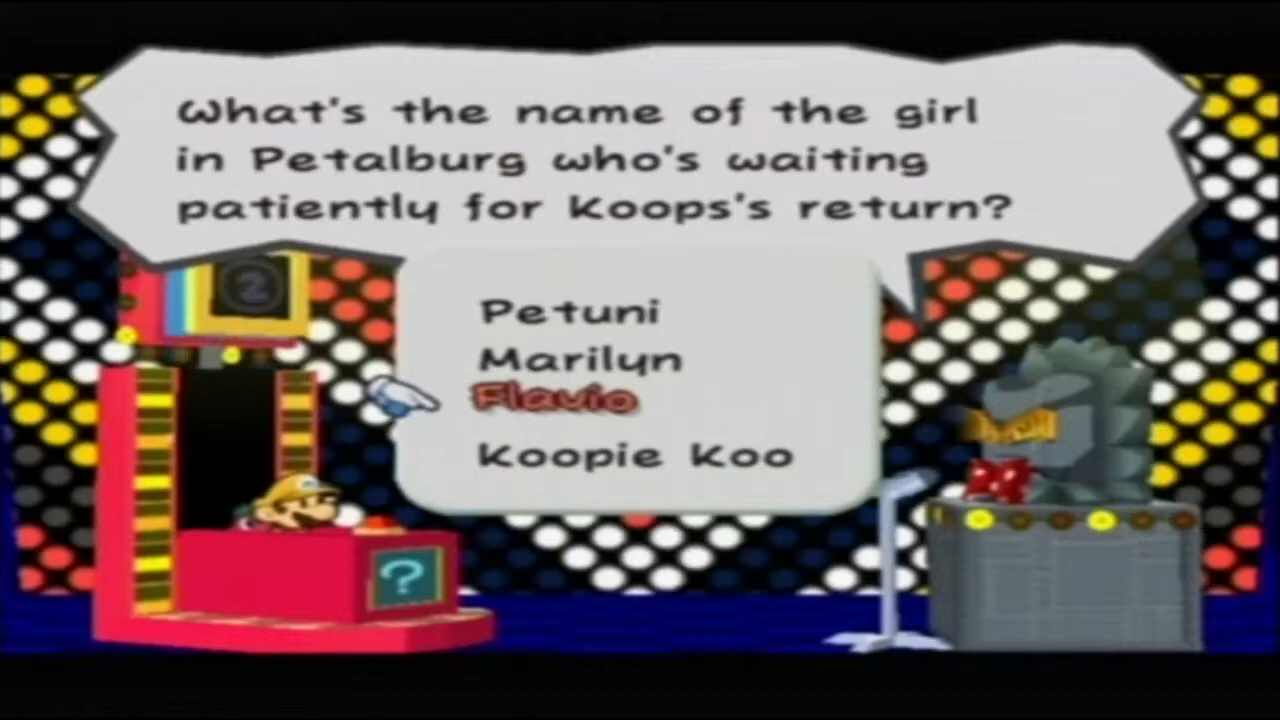 What's the name of the girl
in Petalburg who's waiting
patiently for Koops's return?
2
Petuni
Marilyn
Flavio
Koopie Koo
?